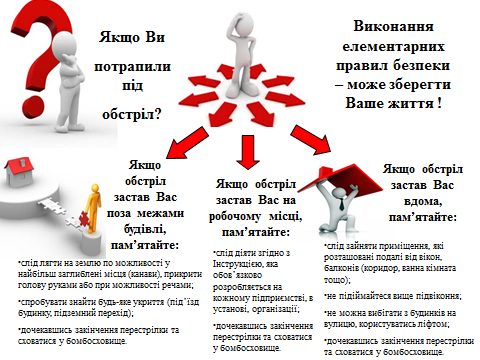 Якщо Ви
потрапили
під
обстріл?
Виконання
елементарних
правил безпеки
– може зберегти
Ваше життя !
Якщо
обстріл
застав Вас
поза межами
будівлі,
пам’ятайте:
•слід лягти на землю по можливості у
найбільш заглиблені місця (канави), прикрити
голову руками або при можливості речами;
•спробувати знайти будь-яке укриття (під’їзд
будинку, підземний перехід);
•дочекавшись закінчення перестрілки та
сховатися у бомбосховище.
Якщо обстріл
застав Вас на
робочому місці,
пам’ятайте:
•слід діяти згідно з
Інструкцією, яка
обов’язково
розробляється на
кожному підприємстві, в
установі, організації;
•дочекавшись закінчення
перестрілки та сховатися
у бомбосховище.
Якщо обстріл
застав Вас
вдома,
пам’ятайте:
•слід зайняти приміщення, які
розташовані подалі від вікон,
балконів (коридор, ванна кімната
тощо);
•не підіймайтеся вище підвіконня;
•не можна вибігати з будинків на
вулицю, користуватись ліфтом;
•дочекавшись закінчення перестрілки
та сховатися у бомбосховище.